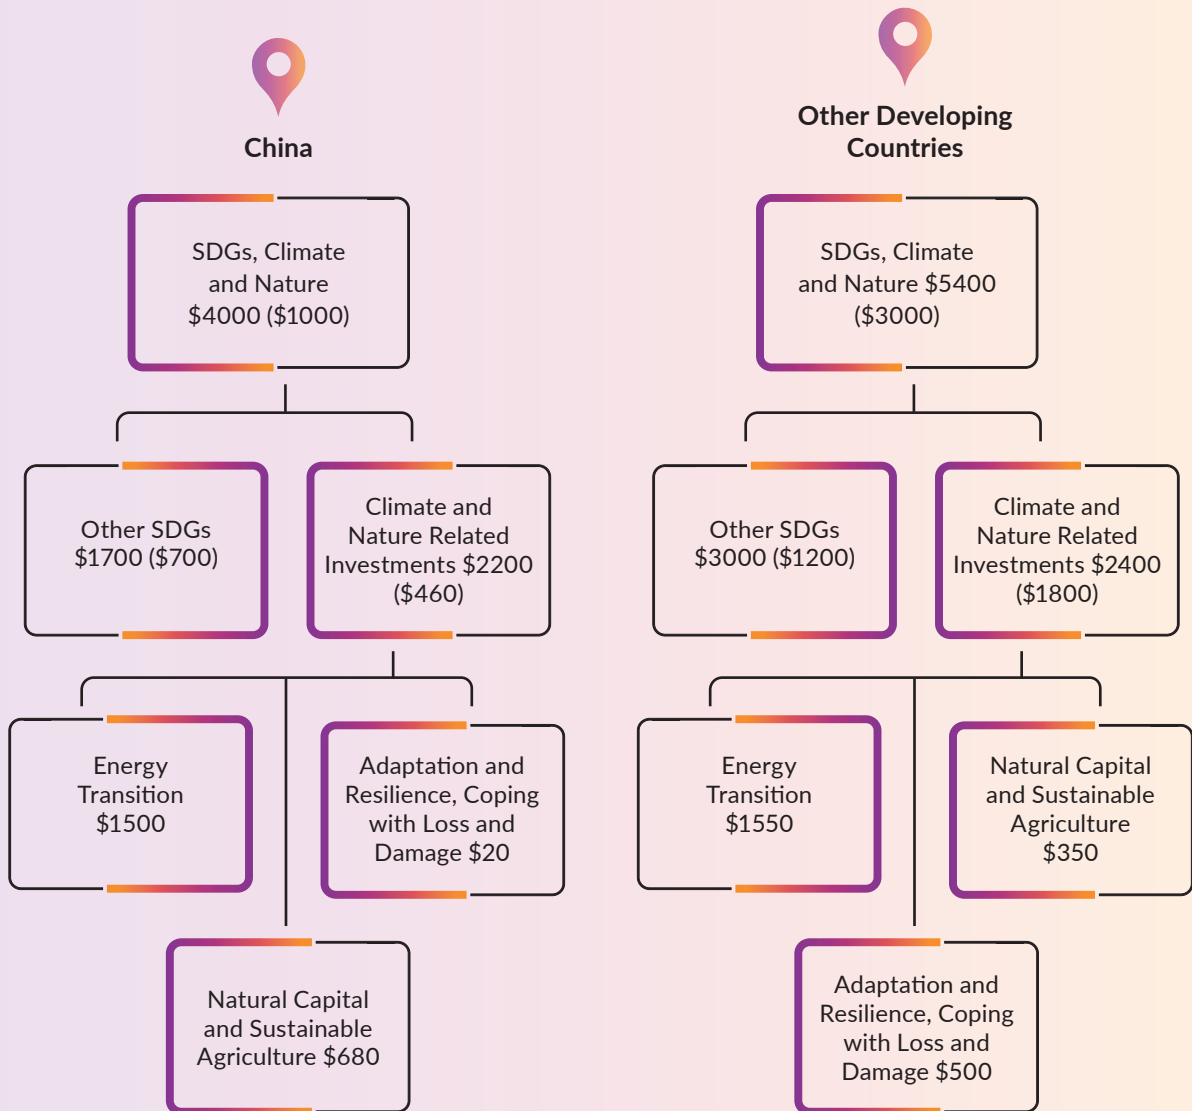 China
SDGs, Climate
and Nature
$4000 ($1000)
Other SDGs
$1700 ($700)
Climate and
Nature Related
Investments $2200
($460)
Energy
Transition
$1500
Adaptation and
Resilience, Coping
with Loss and
Damage $20
Natural Capital
and Sustainable
Agriculture $680
Other Developing
Countries
SDGs, Climate
and Nature $5400
($3000)
Other SDGs
$3000 ($1200)
Climate and
Nature Related
Investments $2400
($1800)
Energy
Transition
$1550
Natural Capital
and Sustainable
Agriculture
$350
Adaptation and
Resilience, Coping
with Loss and
Damage $500